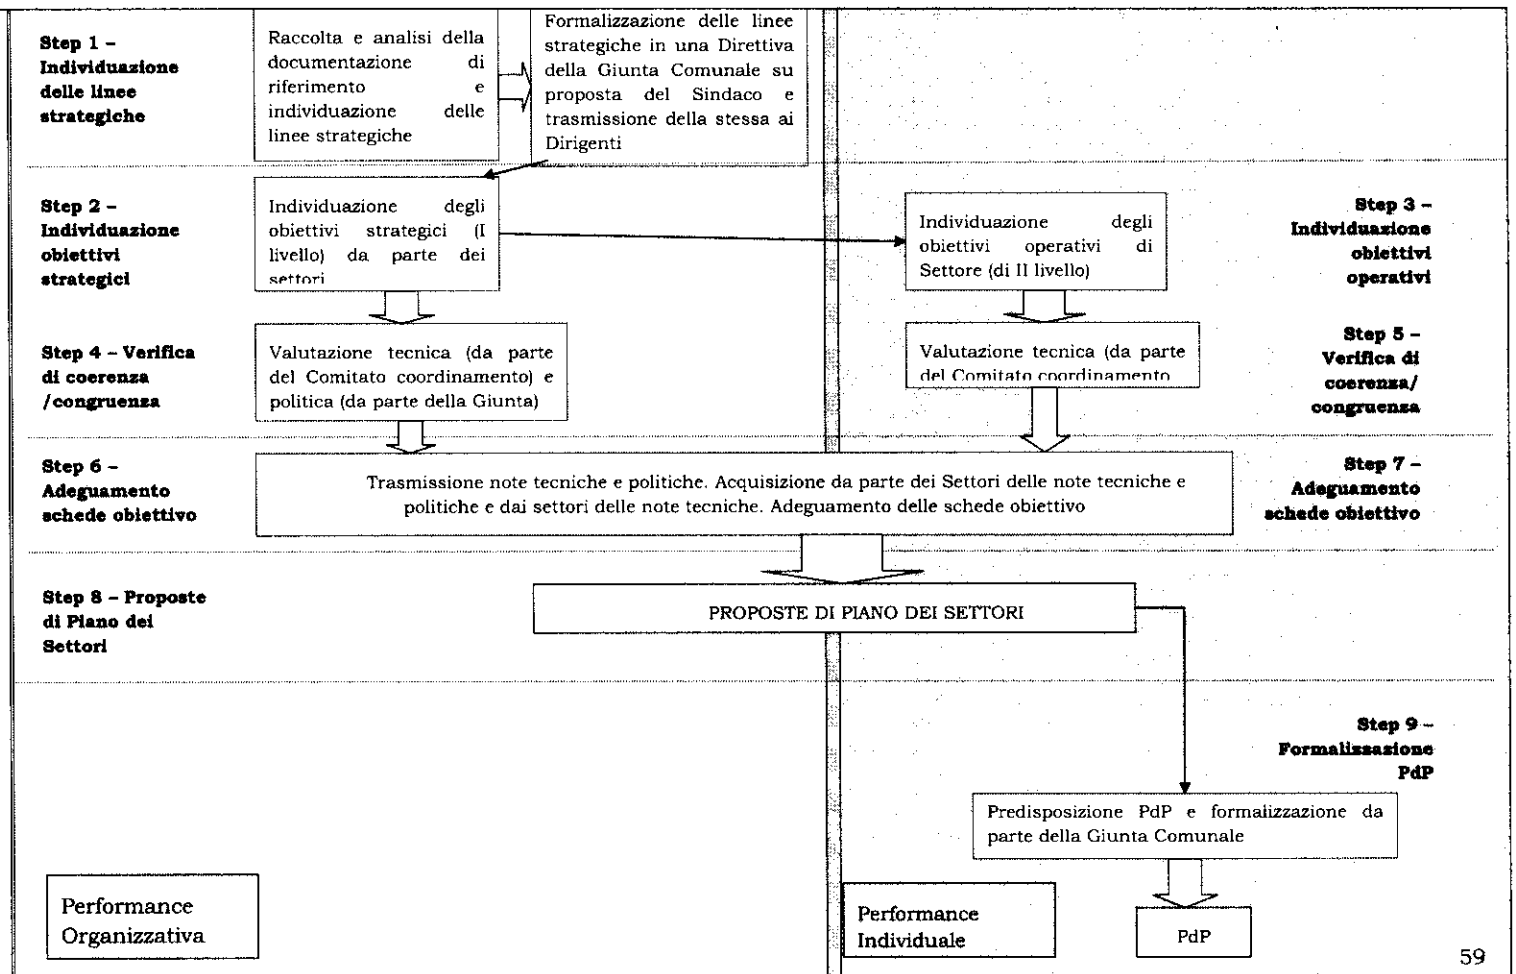 Step 1 –
Individuazione
delle linee
strategiche
Raccolta e analisi della
documentazione di
riferimento e
individuazione delle
linee strategiche
Formalizzazione delle linee
strategiche in una Direttiva
della Giunta Comunale su
proposta del Sindaco e
trasmissione della stessa ai
Dirigenti
Step 2 –
Individuazione
obiettivi
strategici
Individuazione degli
obiettivi strategici (I
livello) da parte dei
settori
Individuazione degli
obiettivi operativi di
Settore (di II livello)
Step 3 –
Individuazione
obiettivi
operativi
Step 4 – Verifica
di coerenza
/congruenza
Valutazione tecnica (da parte
del Comitato coordinamento) e
politica (da parte della Giunta)
Valutazione tecnica (da parte
del Comitato coordinamento
Step 5 –
Verifica di
coerenza/
congruenza
Step 6 –
Adeguamento
schede obiettivo
Trasmissione note tecniche e politiche. Acquisizione da parte dei Settori delle note tecniche e
politiche e dai settori delle note tecniche. Adeguamento delle schede obiettivo
Step 7 –
Adeguamento
schede obiettivo
Step 8 – Proposte
di Piano dei
Settori
PROPOSTE DI PIANO DEI SETTORI
Step 9 –
Formalizzazione
PdP
Predisposizione PdP e formalizzazione da
parte della Giunta Comunale
Performance
Organizzativa
Performance
Individuale
PdP
59